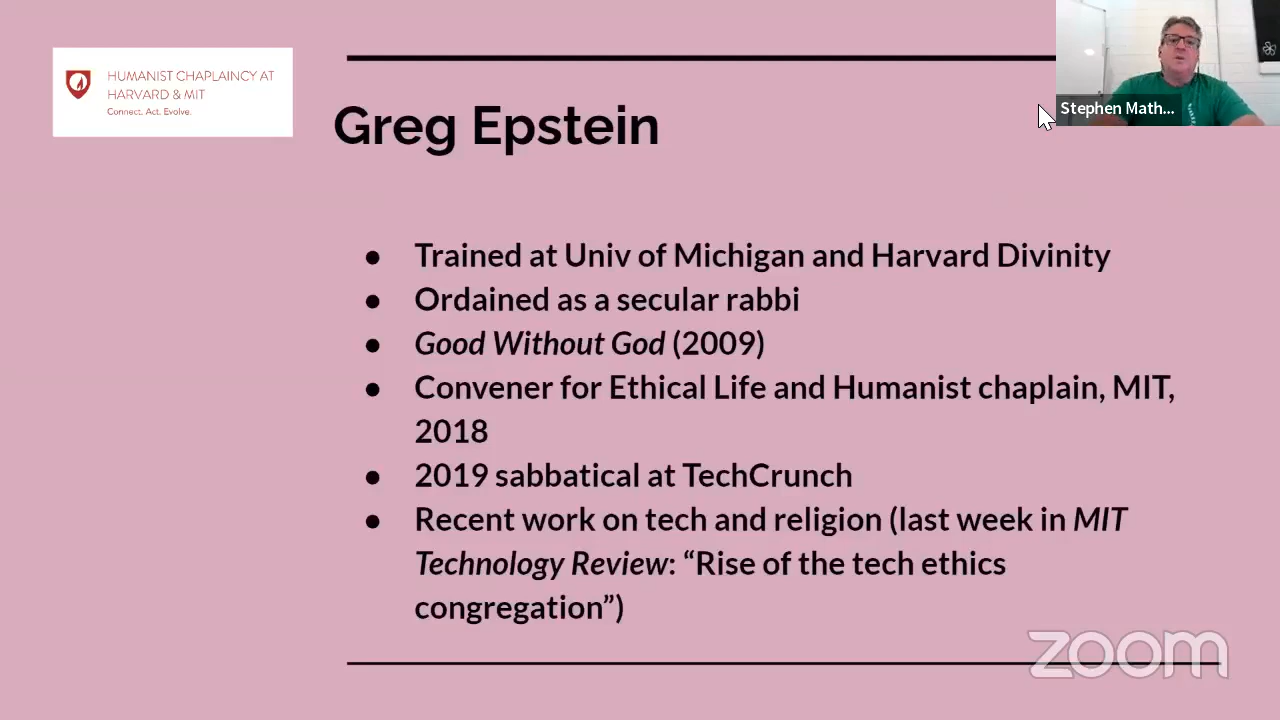 HUMANIST CHAPLAINCY AT
HARVARD & MIT
Connect. Act. Evolve.
Stephen Math...
Greg Epstein
● Trained at Univ of Michigan and Harvard Divinity
● Ordained as a secular rabbi
● Good Without God (2009)
● Convener for Ethical Life and Humanist chaplain, MIT,
2018
● 2019 sabbatical at TechCrunch
● Recent work on tech and religion (last week in MIT
Technology Review: “Rise of the tech ethics
congregation”)
zoom